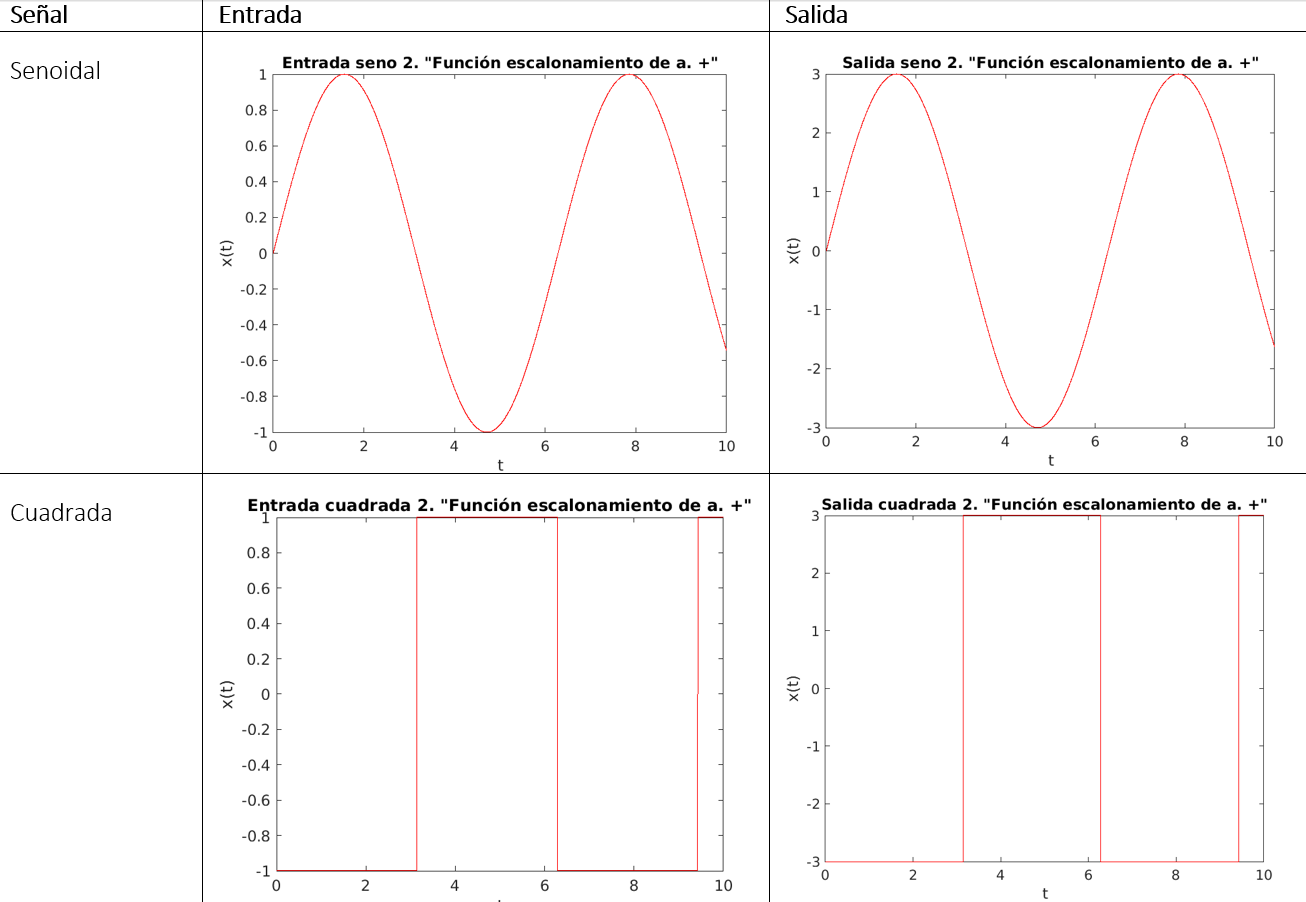 Señal Entrada Salida
Senoidal
Entrada seno 2. "Función escalonamiento de a. +"
1
0.8
0.6
0.4
0.2
0
-0.2
-0.4
-0.6
-0.8
-1
x(t)
0 2 4 6 8 10
t
Salida seno 2. "Función escalonamiento de a. +"
3
2
1
0
-1
-2
-3
x(t)
0 2 4 6 8 10
t
Cuadrada
Entrada cuadrada 2. "Función escalonamiento de a. +"
1
0.8
0.6
0.4
0.2
0
-0.2
-0.4
-0.6
-0.8
-1
x(t)
0 2 4 6 8 10
Salida cuadrada 2. "Función escalonamiento de a. +"
3
2
1
0
-1
-2
-3
x(t)
0 2 4 6 8 10
t